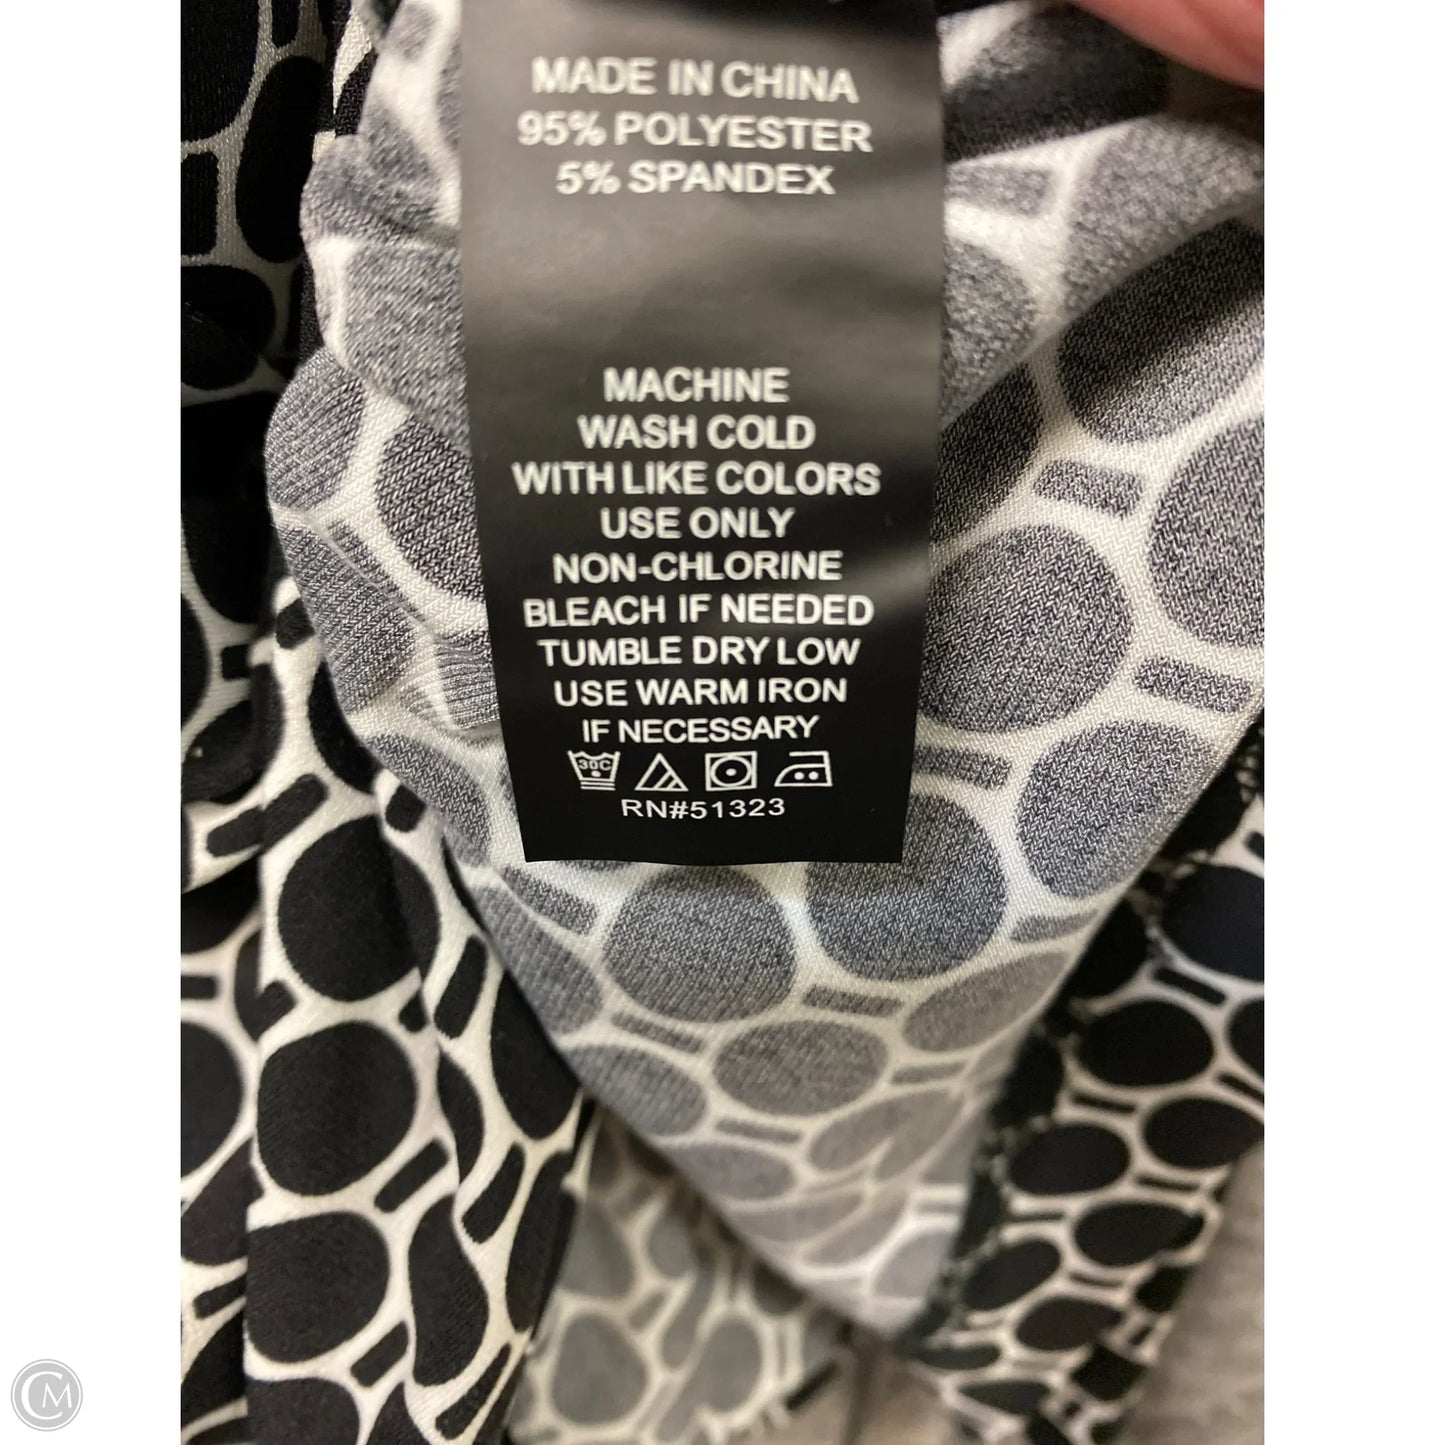 MADE IN CHINA
95% POLYESTER
5% SPANDEX
MACHINE
WASH COLD
WITH LIKE COLORS
USE ONLY
NON-CHLORINE
BLEACH IF NEEDED
TUMBLE DRY LOW
USE WARM IRON
IF NECESSARY
30C
RN#51323
CM